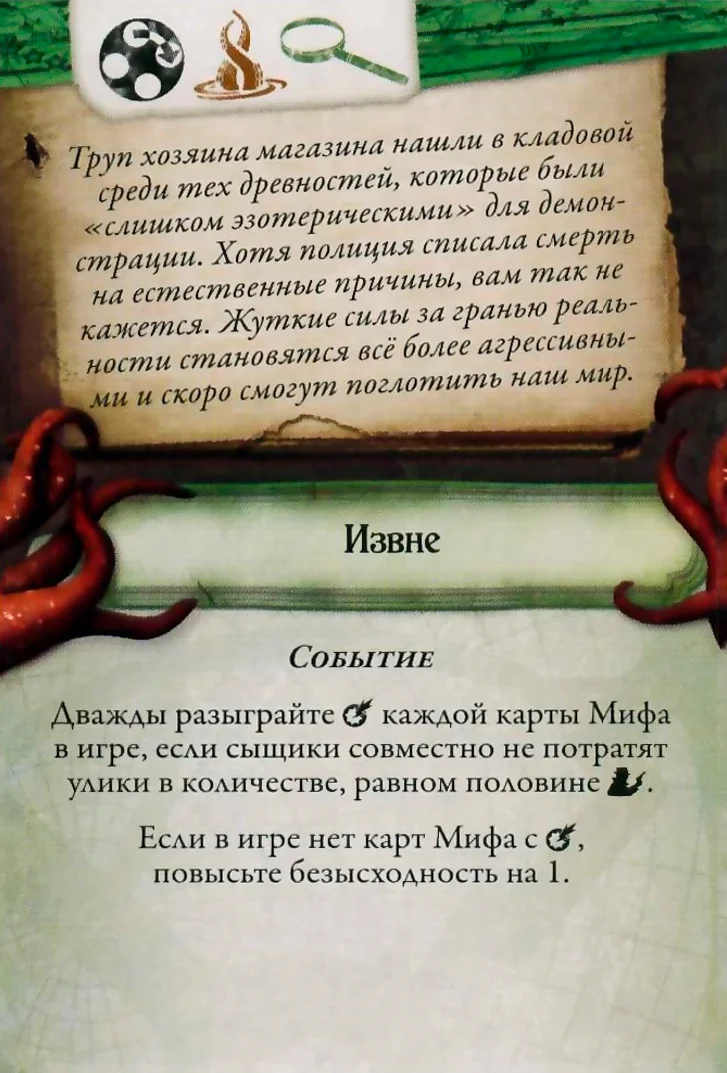 Труп хозяина магазина нашли в кладовой
среди тех древностей, которые были
«слишком эзотерическими» для демон-
страции. Хотя полиция списала смерть
на естественные причины, вам так не
кажется. Жуткие силы за гранью реаль-
ности становятся всё более агрессивны-
ми и скоро смогут поглотить наш мир.
Извне
Событие
Дважды разыграйте каждой карты Мифа
в игре, если сыщики совместно не потратят
улики в количестве, равном половине .
Если в игре нет карт Мифа с ,
повысьте безысходность на 1.